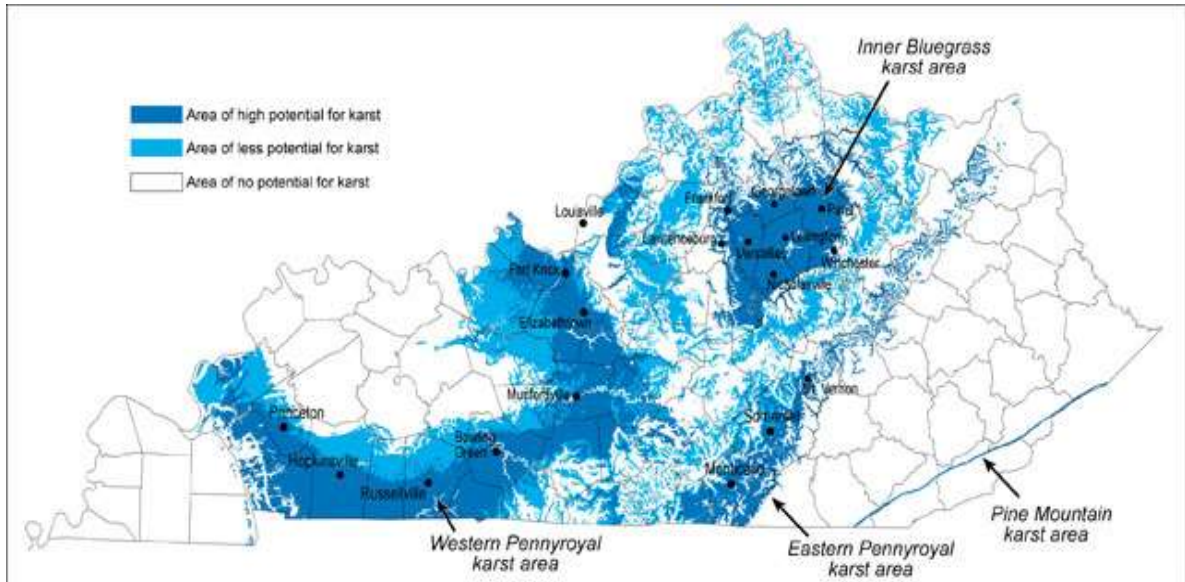 Inner Bluegrass
karst area
Area of high potential for karst
Area of less potential for karst
Area of no potential for karst
Georgetown
Frankfort
Paris
Louisville
Lawrenceburg
Lexington
Versailles
Winchester
Fort Knox
Nicholasville
Elizabethtown
Mt. Vernon
Munfordville
Princeton
Somerset
Bowling
Green
Hopkinsville
Russellville
Monticello
Western Pennyroyal
karst area
Eastern Pennyroyal
karst area
Pine Mountain
karst area